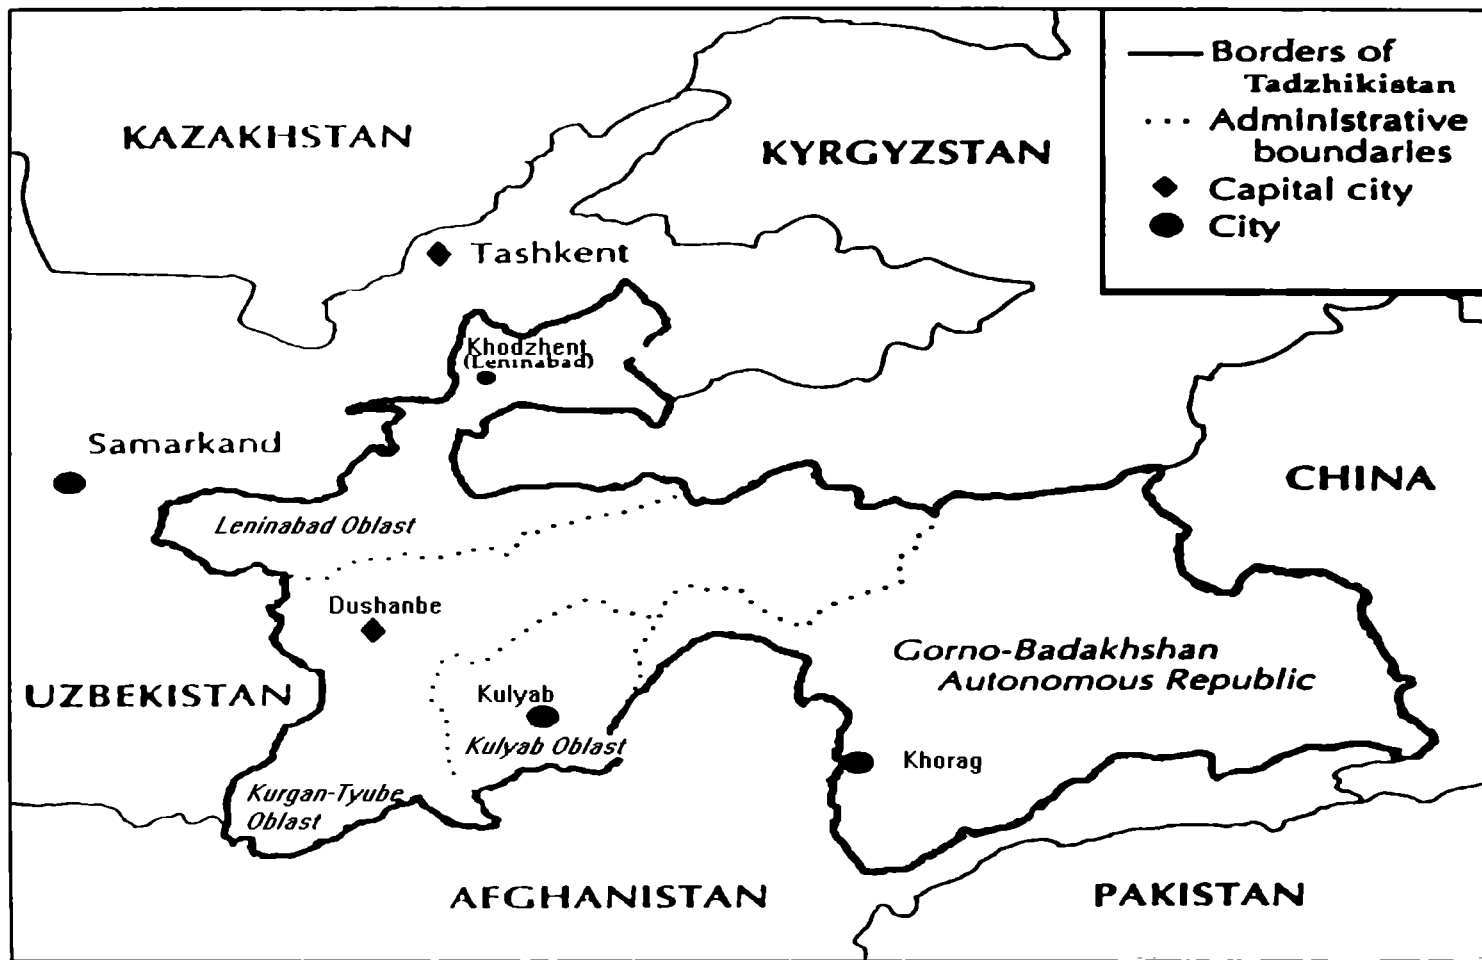 Borders of
Tadzhikistan
Administrative
boundaries
Capital city
City
KAZAKHSTAN
KYRGYZSTAN
Tashkent
Khodzhent
(Leninabad)
Samarkand
CHINA
Leninabad Oblast
Dushanbe
Gorno-Badakhshan
Autonomous Republic
UZBEKISTAN
Kulyab
Kulyab Oblast
Khorag
Kurgan-Tyube
Oblast
AFGHANISTAN
PAKISTAN